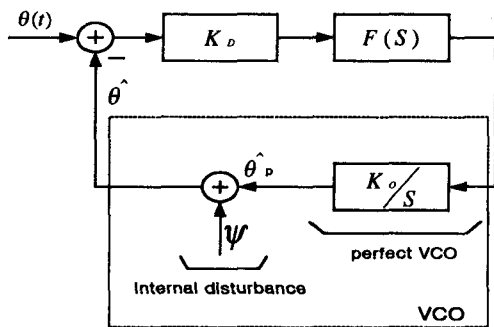 θ(t)
+
−
K D
F(S)
θ^
θ^ p
K o/S
+
ψ
perfect VCO
Internal disturbance
VCO